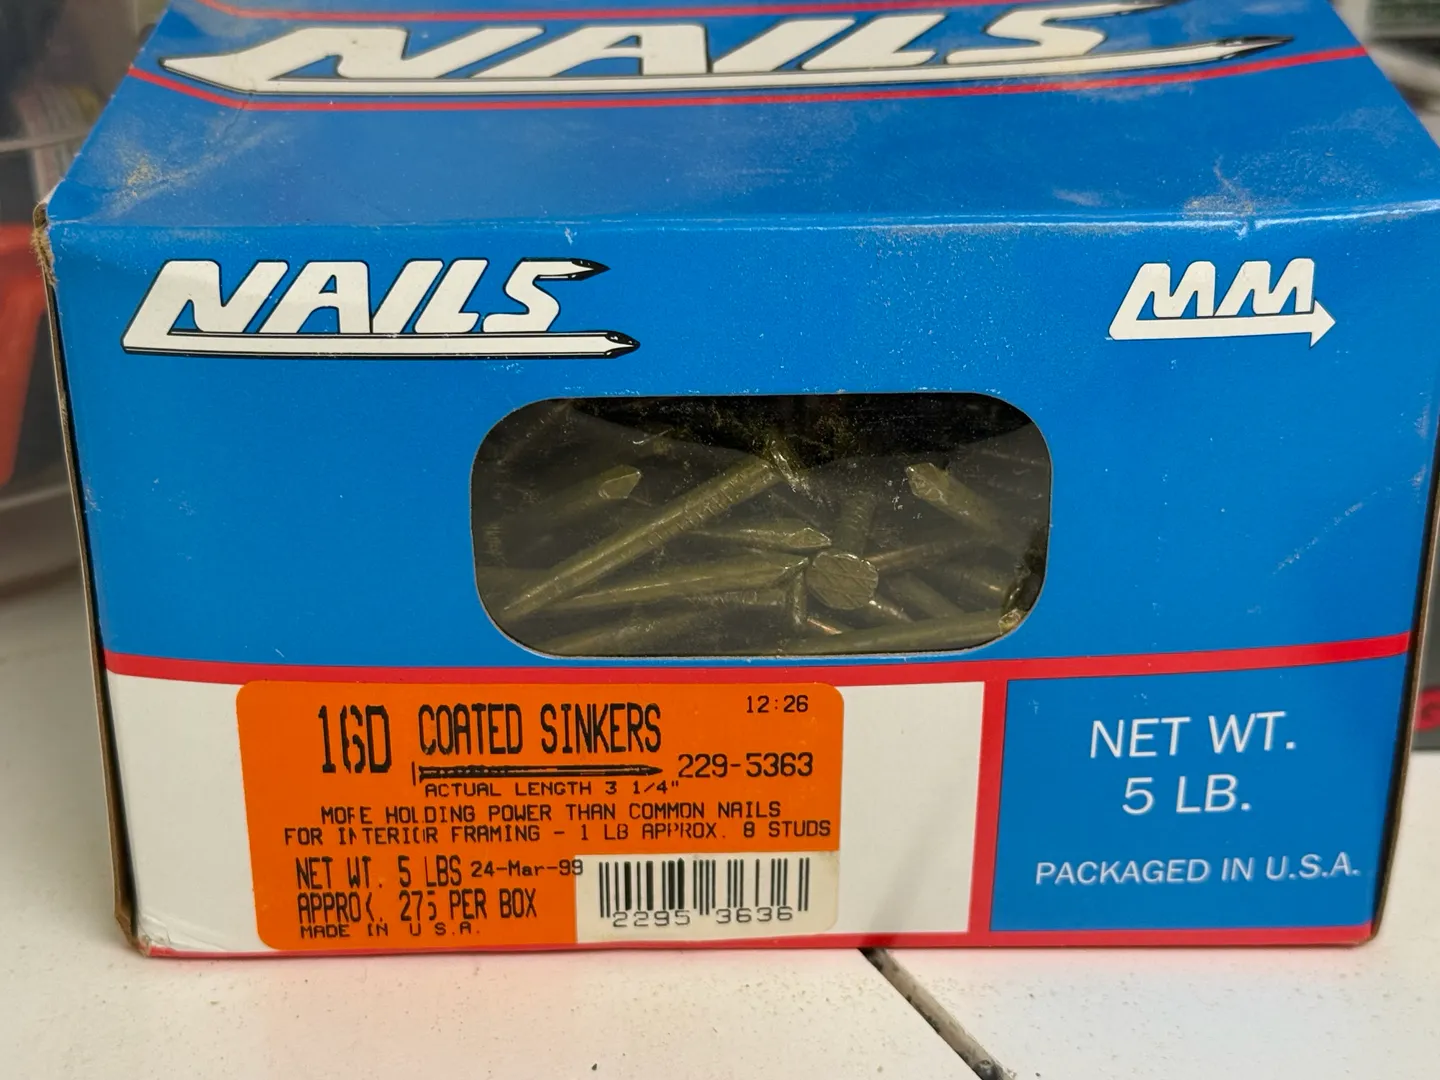 NAILS
NAILS
MM
16D COATED SINKERS
12:26
229-5363
ACTUAL LENGTH 3 1/4"
MORE HOLDING POWER THAN COMMON NAILS
FOR INTERIOR FRAMING - 1 LB APPROX. 8 STUDS
NET WT. 5 LBS 24-Mar-99
APPROX. 275 PER BOX
MADE IN U.S.A.
2295 3636
NET WT.
5 LB.
PACKAGED IN U.S.A.